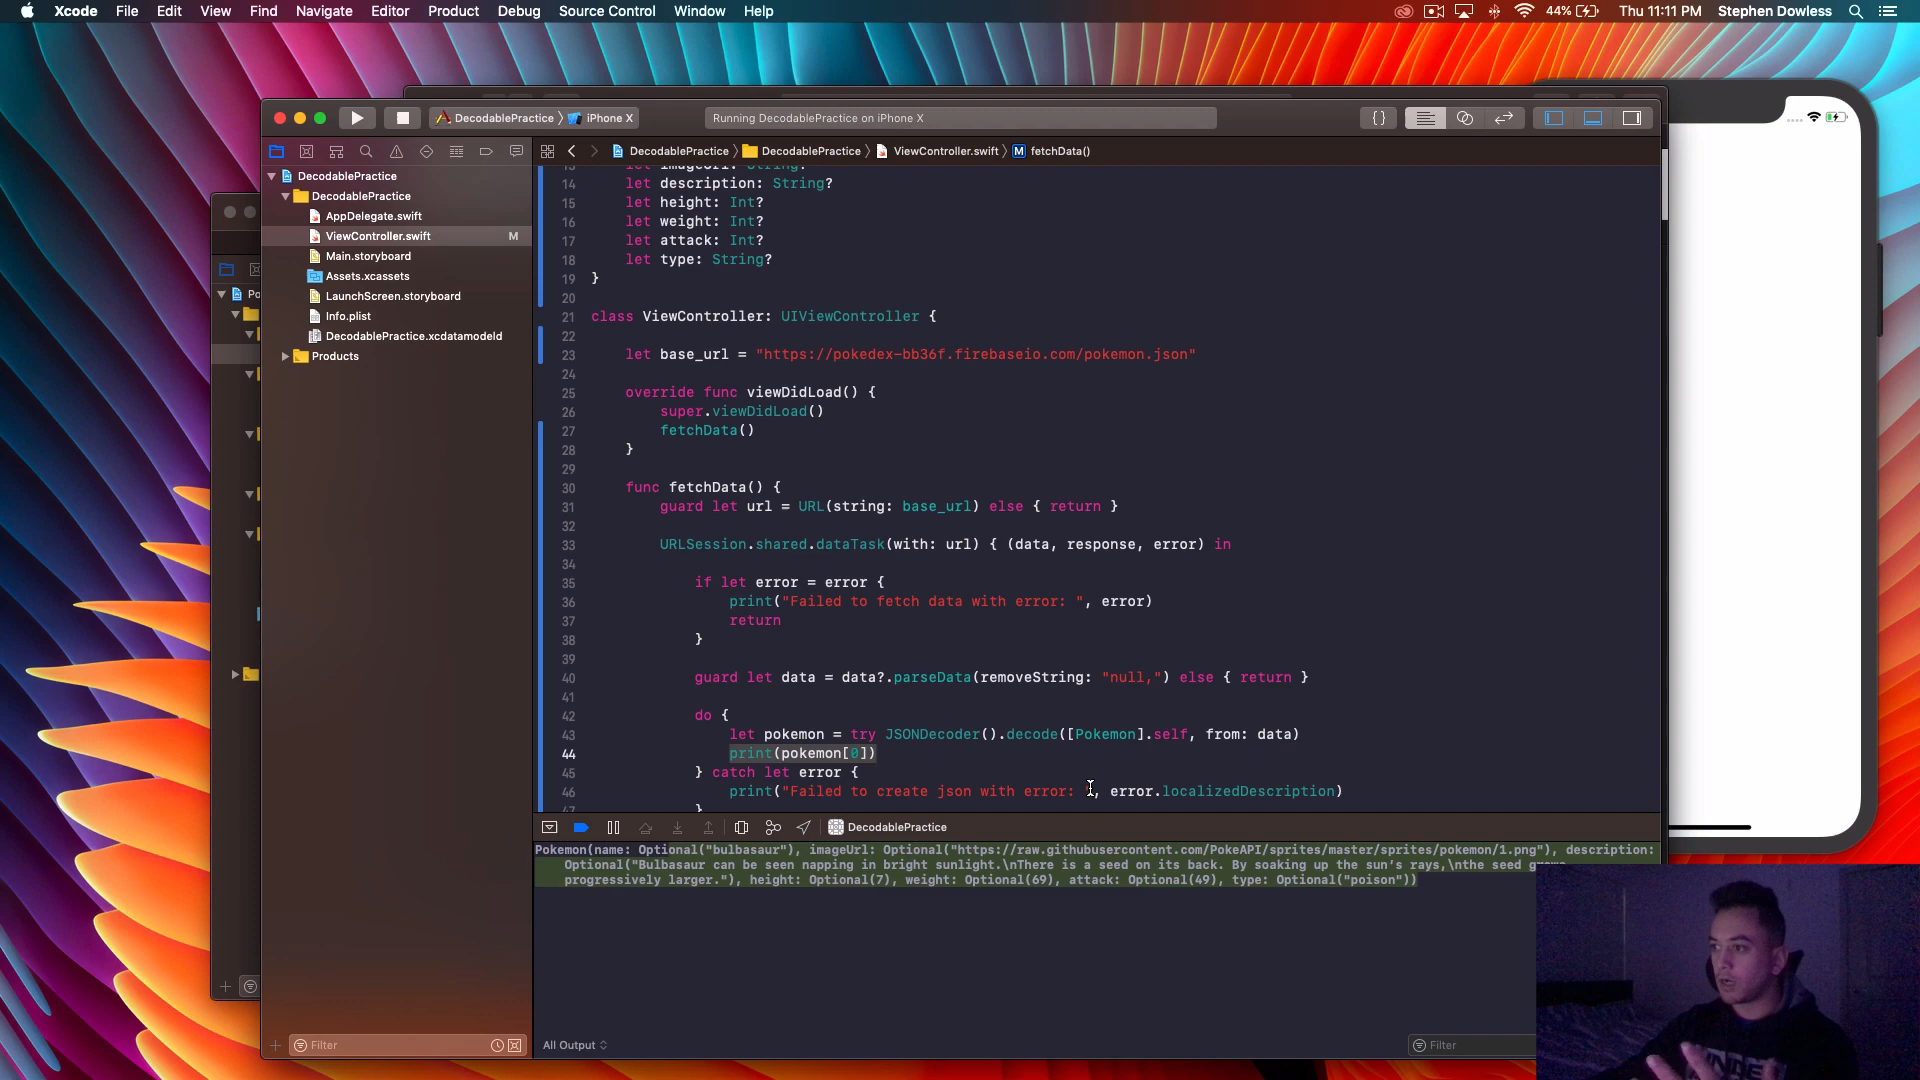 Xcode File Edit View Find Navigate Editor Product Debug Source Control Window Help
44% Thu 11:11 PM Stephen Dowless
DecodablePractice iPhone X
Running DecodablePractice on iPhone X
{ }
DecodablePractice
DecodablePractice
AppDelegate.swift
ViewController.swift M
Main.storyboard
Assets.xcassets
LaunchScreen.storyboard
Info.plist
DecodablePractice.xcdatamodeld
Products
Filter
Po
DecodablePractice DecodablePractice ViewController.swift M fetchData()
13 let imageUrl: String?
14 let description: String?
15 let height: Int?
16 let weight: Int?
17 let attack: Int?
18 let type: String?
19 }
20
21 class ViewController: UIViewController {
22
23 let base_url = "https://pokedex-bb36f.firebaseio.com/pokemon.json"
24
25 override func viewDidLoad() {
26 super.viewDidLoad()
27 fetchData()
28 }
29
30 func fetchData() {
31 guard let url = URL(string: base_url) else { return }
32
33 URLSession.shared.dataTask(with: url) { (data, response, error) in
34
35 if let error = error {
36 print("Failed to fetch data with error: ", error)
37 return
38 }
39
40 guard let data = data?.parseData(removeString: "null,") else { return }
41
42 do {
43 let pokemon = try JSONDecoder().decode([Pokemon].self, from: data)
44 print(pokemon[0])
45 } catch let error {
46 print("Failed to create json with error: ", error.localizedDescription)
47 }
DecodablePractice
Pokemon(name: Optional("bulbasaur"), imageUrl: Optional("https://raw.githubusercontent.com/PokeAPI/sprites/master/sprites/pokemon/1.png"), description:
Optional("Bulbasaur can be seen napping in bright sunlight.\nThere is a seed on its back. By soaking up the sun's rays,\nthe seed grows
progressively larger."), height: Optional(7), weight: Optional(69), attack: Optional(49), type: Optional("poison"))
All Output
Filter